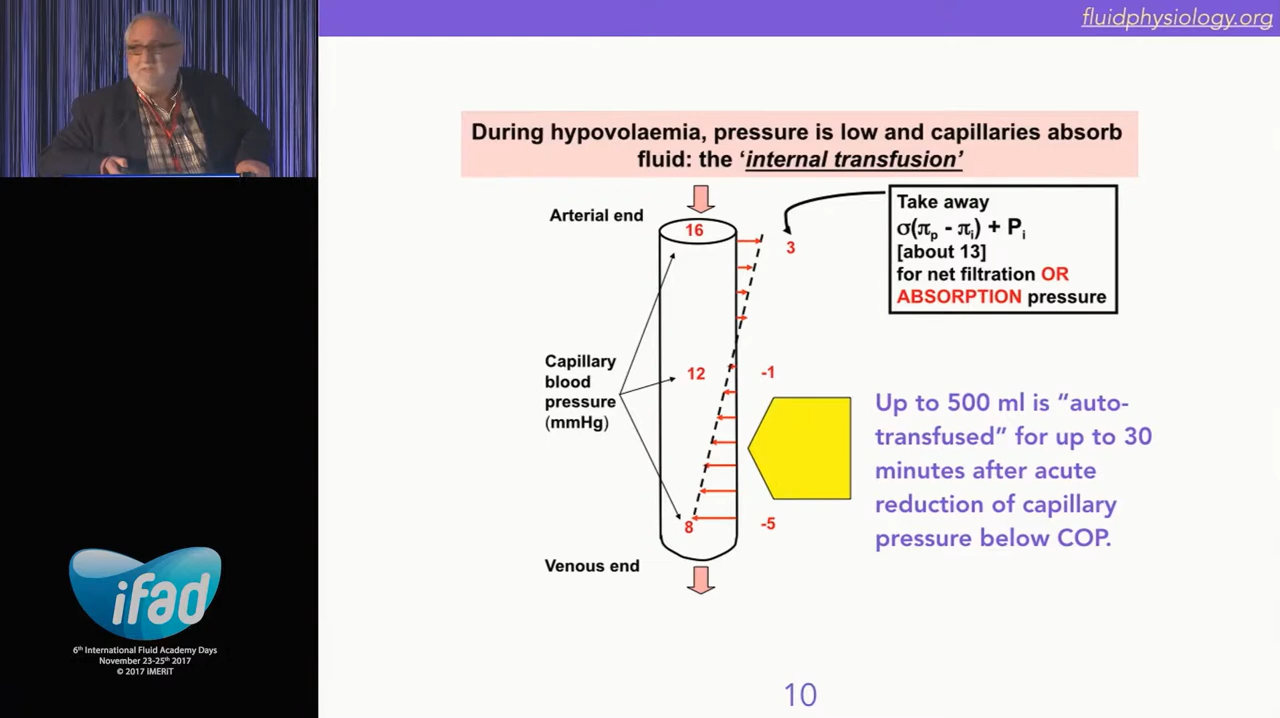 fluidphysiology.org
During hypovolaemia, pressure is low and capillaries absorb
fluid: the ‘internal transfusion’
Arterial end
16
3
Take away
σ(πp - πi) + Pi
[about 13]
for net filtration OR
ABSORPTION pressure
Capillary
blood
pressure
(mmHg)
12
-1
Up to 500 ml is “auto-
transfused” for up to 30
minutes after acute
reduction of capillary
pressure below COP.
8
-5
Venous end
ifad
6th International Fluid Academy Days
November 23-25th 2017
© 2017 iMERiT
10